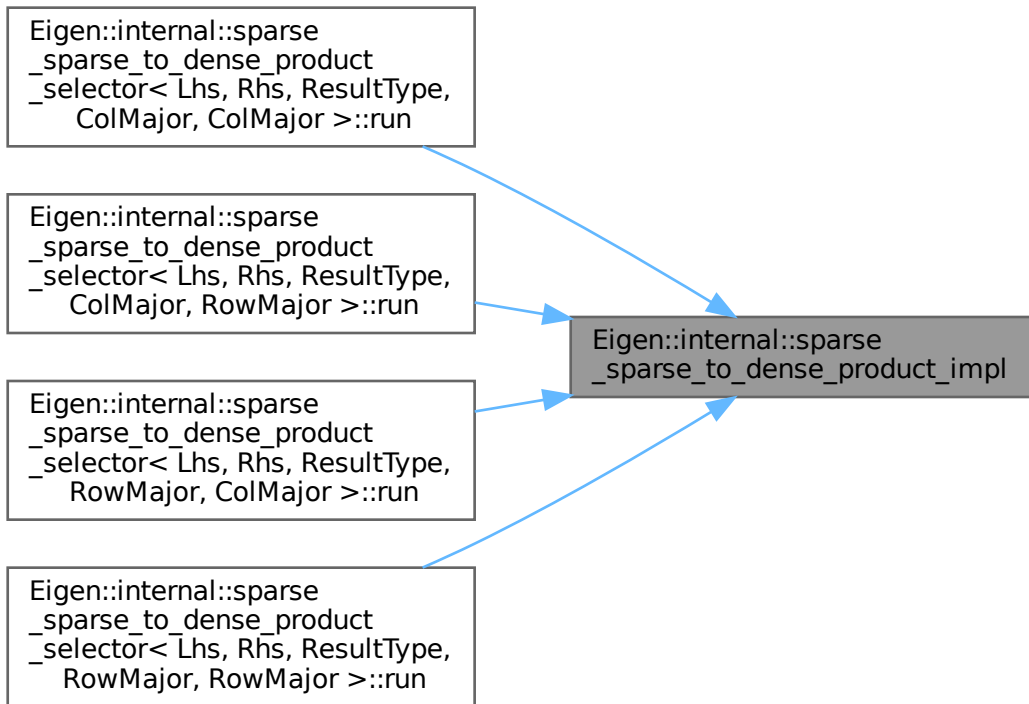 Eigen::internal::sparse
_sparse_to_dense_product
_selector< Lhs, Rhs, ResultType,
ColMajor, ColMajor >::run
Eigen::internal::sparse
_sparse_to_dense_product
_selector< Lhs, Rhs, ResultType,
ColMajor, RowMajor >::run
Eigen::internal::sparse
_sparse_to_dense_product
_selector< Lhs, Rhs, ResultType,
RowMajor, ColMajor >::run
Eigen::internal::sparse
_sparse_to_dense_product
_selector< Lhs, Rhs, ResultType,
RowMajor, RowMajor >::run
Eigen::internal::sparse
_sparse_to_dense_product_impl